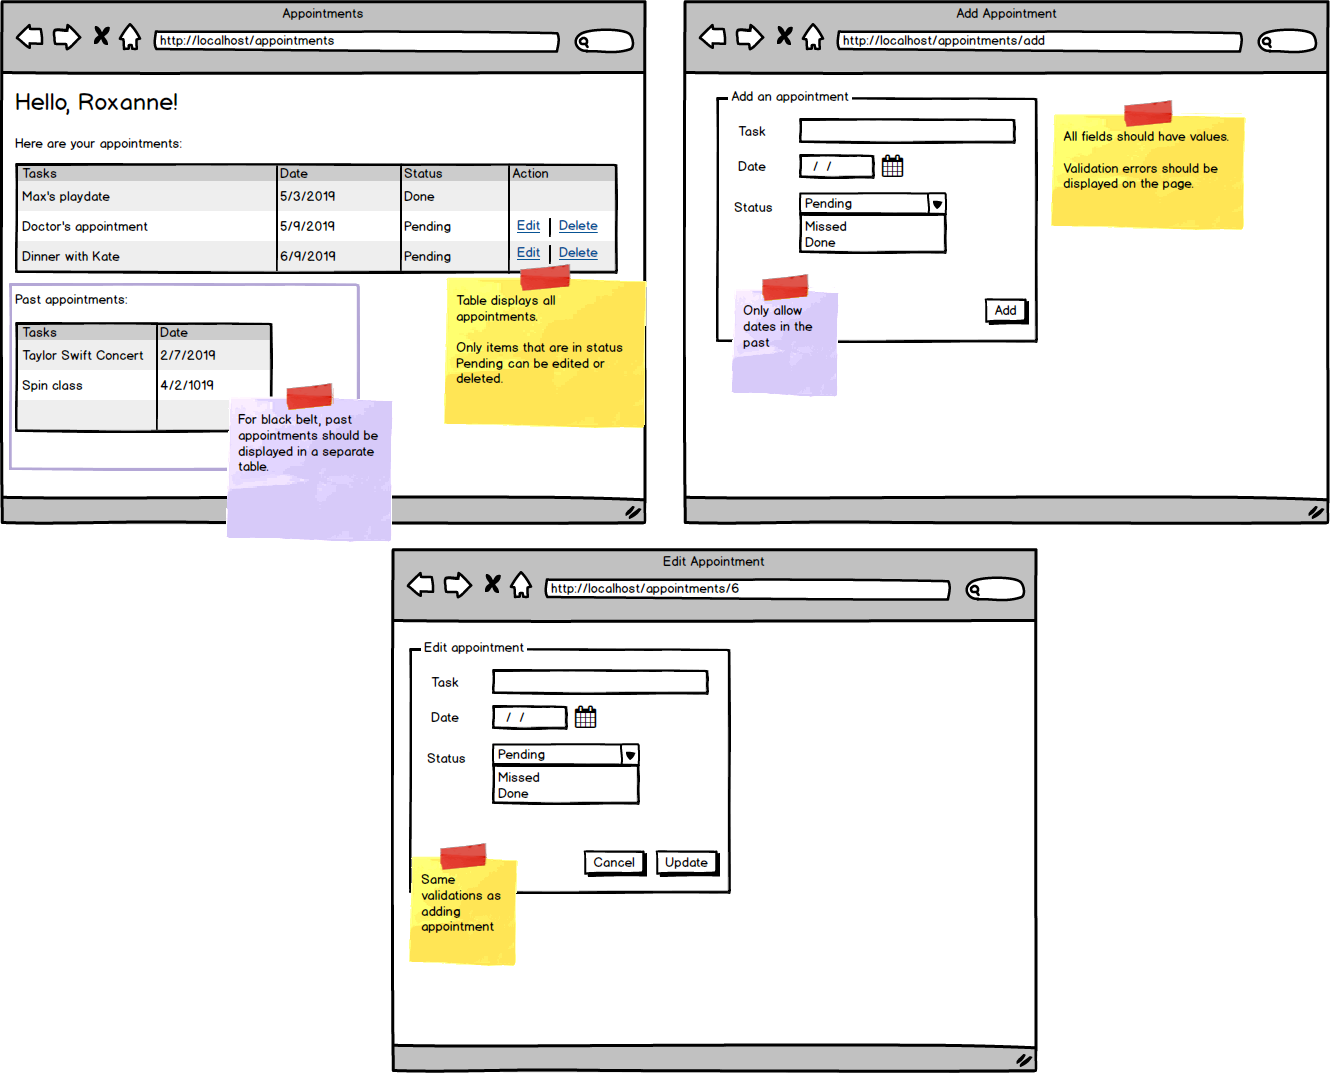 Appointments
http://localhost/appointments
Hello, Roxanne!
Here are your appointments:
Tasks Date Status Action
Max's playdate 5/3/2019 Done
Doctor's appointment 5/9/2019 Pending Edit | Delete
Dinner with Kate 6/9/2019 Pending Edit | Delete
Table displays all
appointments.
Only items that are in status
Pending can be edited or
deleted.
Past appointments:
Tasks Date
Taylor Swift Concert 2/7/2019
Spin class 4/2/1019
For black belt, past
appointments should be
displayed in a separate
table.
Add Appointment
http://localhost/appointments/add
Add an appointment
Task
Date / /
Status Pending
Missed
Done
Add
Only allow
dates in the
past
All fields should have values.
Validation errors should be
displayed on the page.
Edit Appointment
http://localhost/appointments/6
Edit appointment
Task
Date / /
Status Pending
Missed
Done
Cancel Update
Same
validations as
adding
appointment